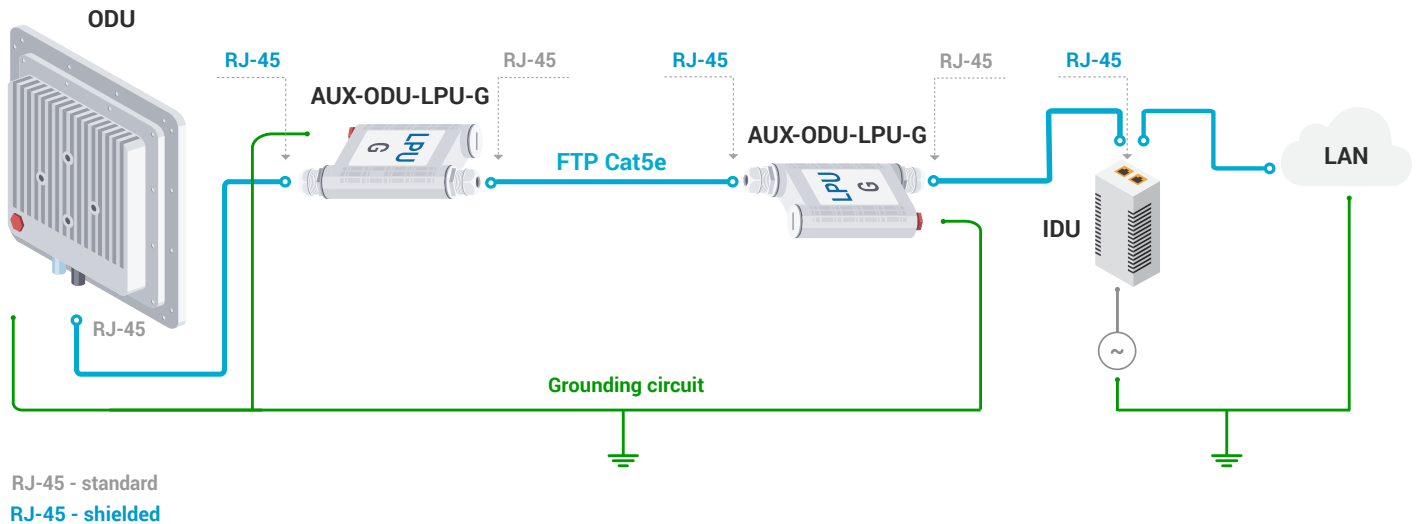 ODU
RJ-45
RJ-45
RJ-45
RJ-45
RJ-45
AUX-ODU-LPU-G
AUX-ODU-LPU-G
LPU
G
FTP Cat5e
LPU
G
LAN
IDU
RJ-45
~
Grounding circuit
RJ-45 - standard
RJ-45 - shielded